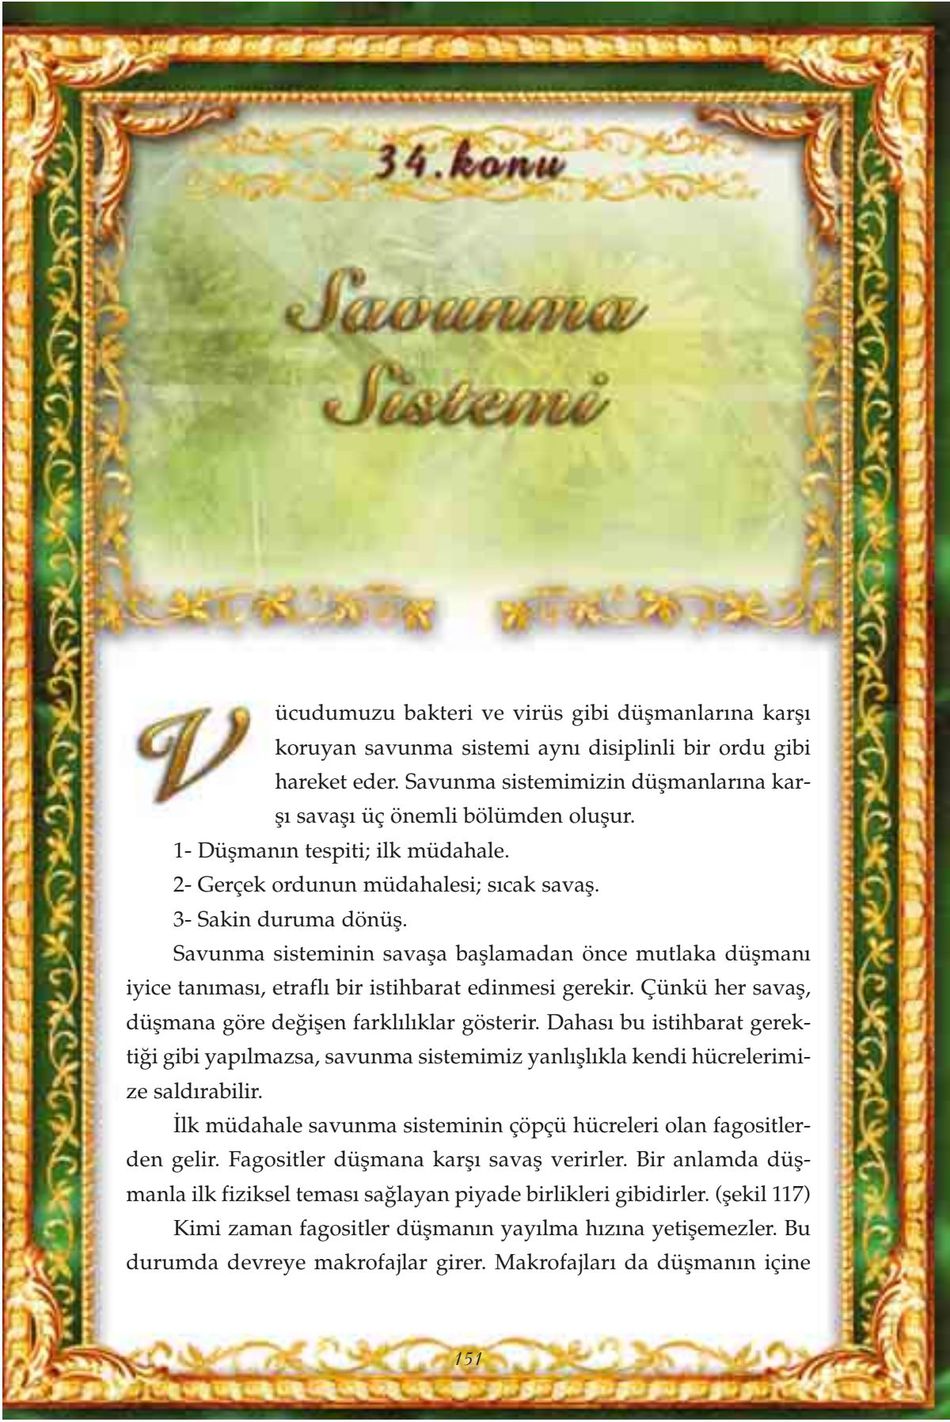 34.konu
Savunma
Sistemi
Vücudumuzu bakteri ve virüs gibi düşmanlarına karşı
koruyan savunma sistemi aynı disiplinli bir ordu gibi
hareket eder. Savunma sistemimizin düşmanlarına kar-
şı savaşı üç önemli bölümden oluşur.
1- Düşmanın tespiti; ilk müdahale.
2- Gerçek ordunun müdahalesi; sıcak savaş.
3- Sakin duruma dönüş.
Savunma sisteminin savaşa başlamadan önce mutlaka düşmanı
iyice tanıması, etraflı bir istihbarat edinmesi gerekir. Çünkü her savaş,
düşmana göre değişen farklılıklar gösterir. Dahası bu istihbarat gerek-
tiği gibi yapılmazsa, savunma sistemimiz yanlışlıkla kendi hücrelerimi-
ze saldırabilir.
İlk müdahale savunma sisteminin çöpçü hücreleri olan fagositler-
den gelir. Fagositler düşmana karşı savaş verirler. Bir anlamda düş-
manla ilk fiziksel teması sağlayan piyade birlikleri gibidirler. (şekil 117)
Kimi zaman fagositler düşmanın yayılma hızına yetişemezler. Bu
durumda devreye makrofajlar girer. Makrofajları da düşmanın içine
151